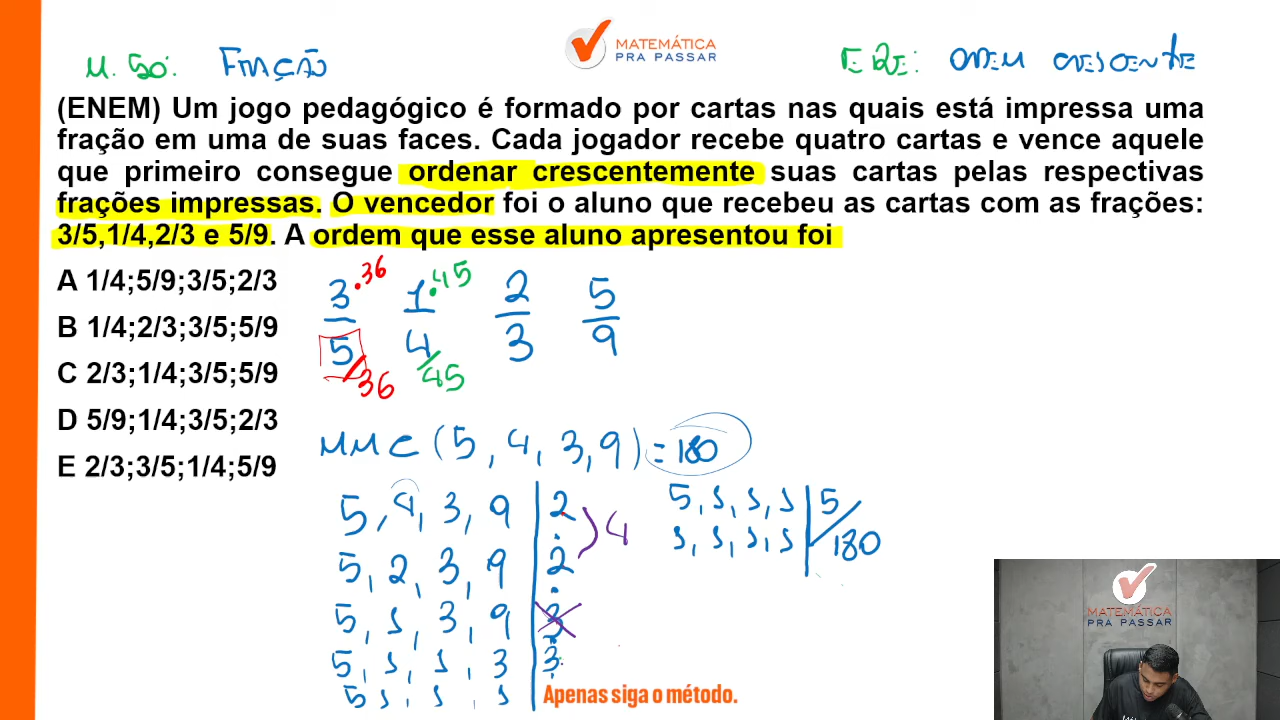 MATEMÁTICA
PRA PASSAR
M. 50: FRAÇÃO
ERE: ORDEM CRESCENTE
(ENEM) Um jogo pedagógico é formado por cartas nas quais está impressa uma
fração em uma de suas faces. Cada jogador recebe quatro cartas e vence aquele
que primeiro consegue ordenar crescentemente suas cartas pelas respectivas
frações impressas. O vencedor foi o aluno que recebeu as cartas com as frações:
3/5,1/4,2/3 e 5/9. A ordem que esse aluno apresentou foi
A 1/4;5/9;3/5;2/3
B 1/4;2/3;3/5;5/9
C 2/3;1/4;3/5;5/9
D 5/9;1/4;3/5;2/3
E 2/3;3/5;1/4;5/9
3 .36 1 .45 2 5
5 /36 4 /45 3 9
MMC (5, 4, 3, 9) = 180
5, 4, 3, 9 | 2
5, 2, 3, 9 | 2
) 4
5, 1, 3, 9 | 3
5, 1, 1, 3 | 3
5 1, 1, 1
5, 1, 1, 1 | 5
1, 1, 1, 1 / 180
MATEMÁTICA
PRA PASSAR
Apenas siga o método.